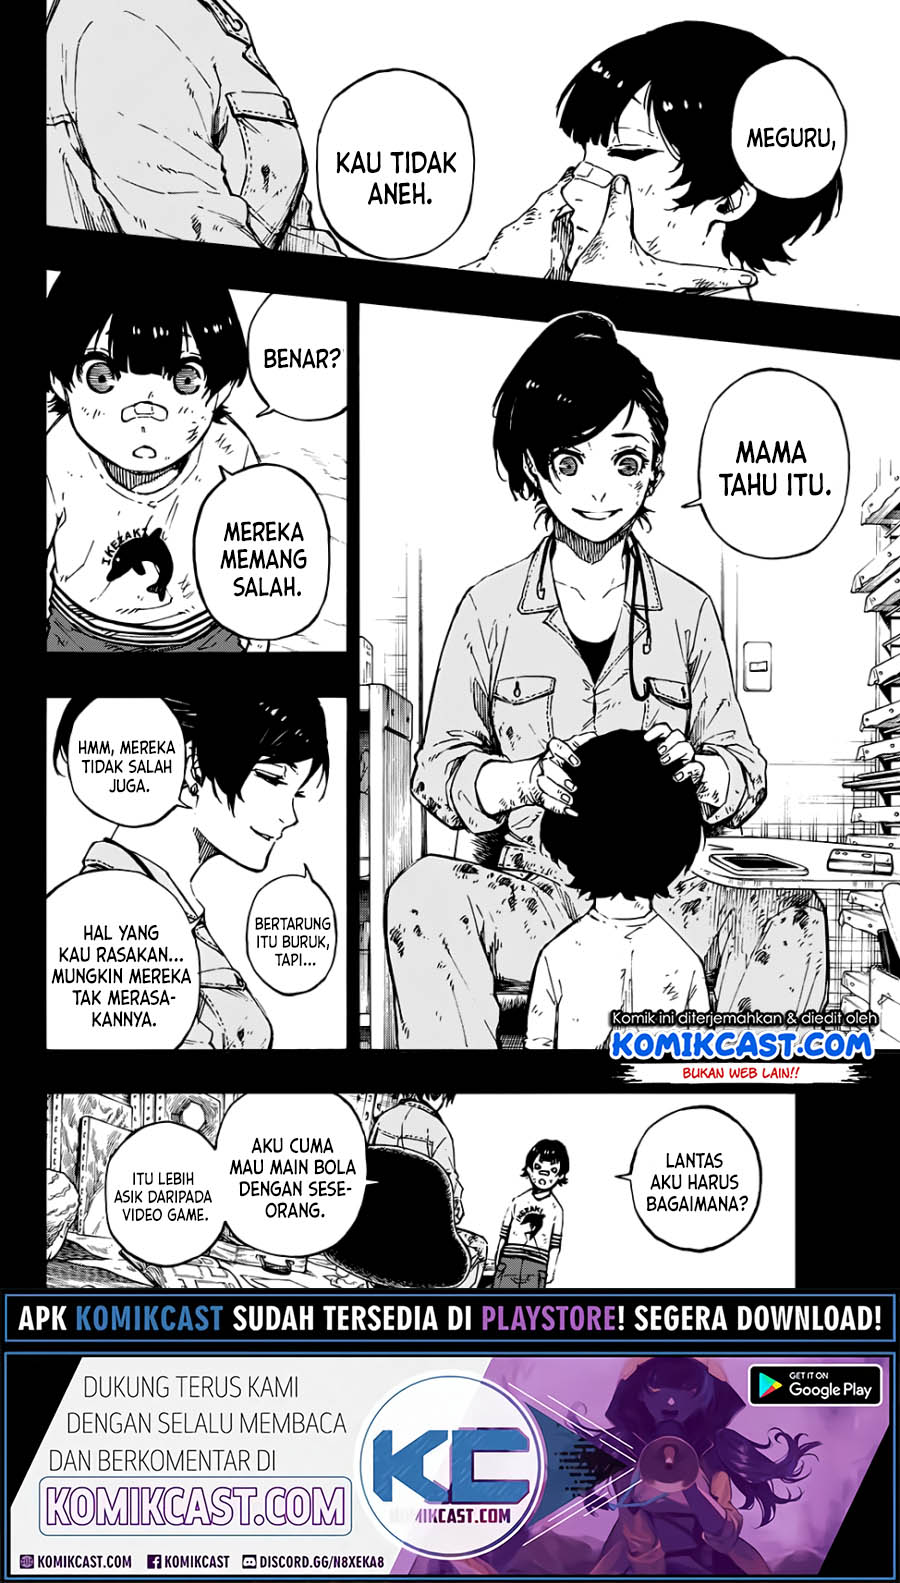 MEGURU,
KAU TIDAK
ANEH.
MAMA
TAHU ITU.
BENAR?
MEREKA
MEMANG
SALAH.
IKEZAKI
HMM, MEREKA
TIDAK SALAH
JUGA.
BERTARUNG
ITU BURUK,
TAPI...
HAL YANG
KAU RASAKAN...
MUNGKIN MEREKA
TAK MERASA-
KANNYA.
Komik ini diterjemahkan & diedit oleh
KOMIKCAST.COM
BUKAN WEB LAIN!!
LANTAS
AKU HARUS
BAGAIMANA?
AKU CUMA
MAU MAIN BOLA
DENGAN SESE-
ORANG.
ITU LEBIH
ASIK DARIPADA
VIDEO GAME.
IKEZAKI
APK KOMIKCAST SUDAH TERSEDIA DI PLAYSTORE! SEGERA DOWNLOAD!
DUKUNG TERUS KAMI
DENGAN SELALU MEMBACA
DAN BERKOMENTAR DI
KOMIKCAST.COM
KOMIKCAST.COM
KOMIKCAST
DISCORD.GG/N8XEKA8
KC
KOMIKCAST.COM
GET IT ON
Google Play